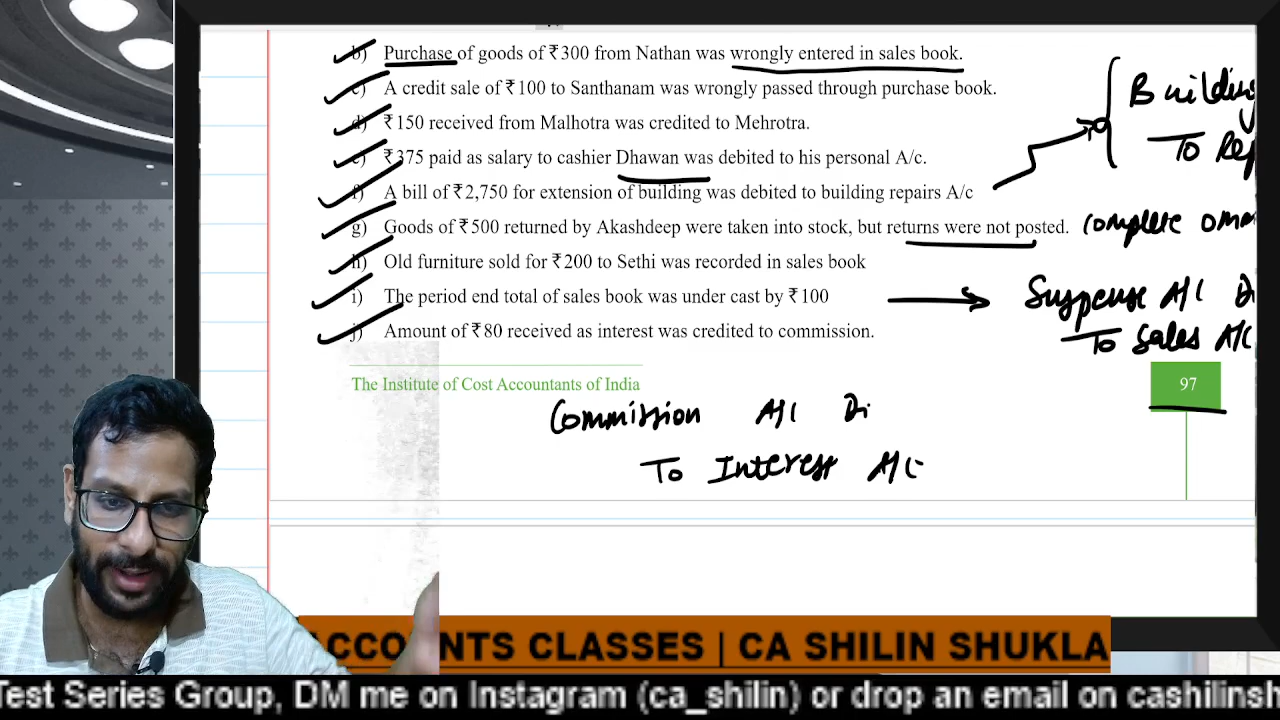 b) Purchase of goods of ₹300 from Nathan was wrongly entered in sales book.
c) A credit sale of ₹100 to Santhanam was wrongly passed through purchase book.
d) ₹150 received from Malhotra was credited to Mehrotra.
e) ₹375 paid as salary to cashier Dhawan was debited to his personal A/c.
f) A bill of ₹2,750 for extension of building was debited to building repairs A/c
g) Goods of ₹500 returned by Akashdeep were taken into stock, but returns were not posted.
h) Old furniture sold for ₹200 to Sethi was recorded in sales book
i) The period end total of sales book was under cast by ₹100
j) Amount of ₹80 received as interest was credited to commission.
Building
To Rep
Complete
Suspense A/C
To Sales A/C
The Institute of Cost Accountants of India
97
Commission A/C Dr
To Interest A/C
ACCOUNTS CLASSES | CA SHILIN SHUKLA
Test Series Group, DM me on Instagram (ca_shilin) or drop an email on cashilinsh